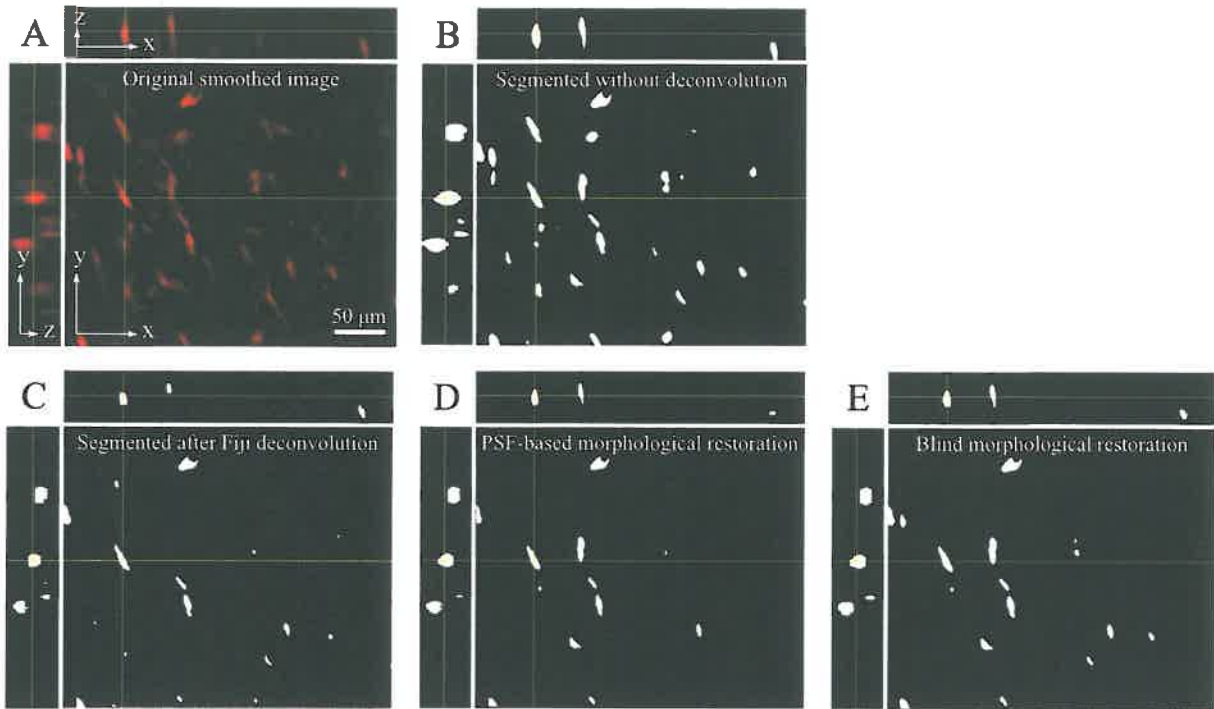 A
z
x
Original smoothed image
y
z
y
x
50 μm
B
Segmented without deconvolution
C
Segmented after Fiji deconvolution
D
PSF-based morphological restoration
E
Blind morphological restoration